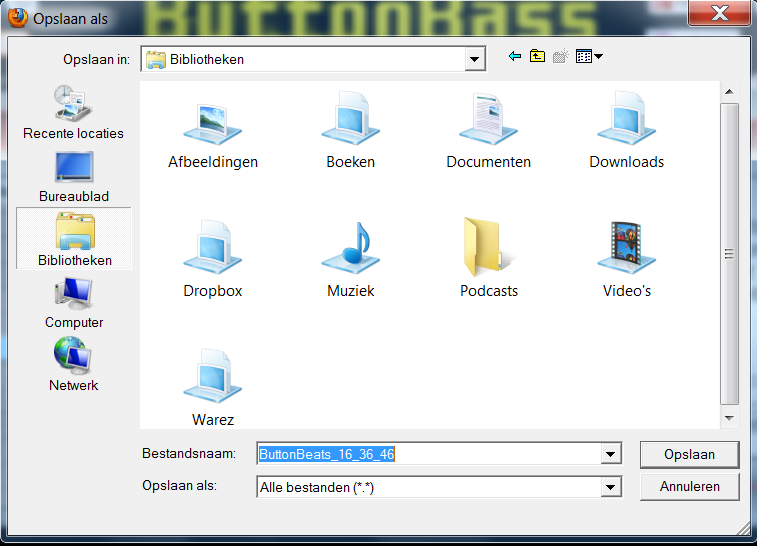 ButtonBass
Opslaan als
Opslaan in: Bibliotheken
Recente locaties
Bureaublad
Bibliotheken
Computer
Netwerk
Afbeeldingen Boeken Documenten Downloads
Dropbox Muziek Podcasts Video's
Warez
Bestandsnaam: ButtonBeats_16_36_46 Opslaan
Opslaan als: Alle bestanden (*.*) Annuleren